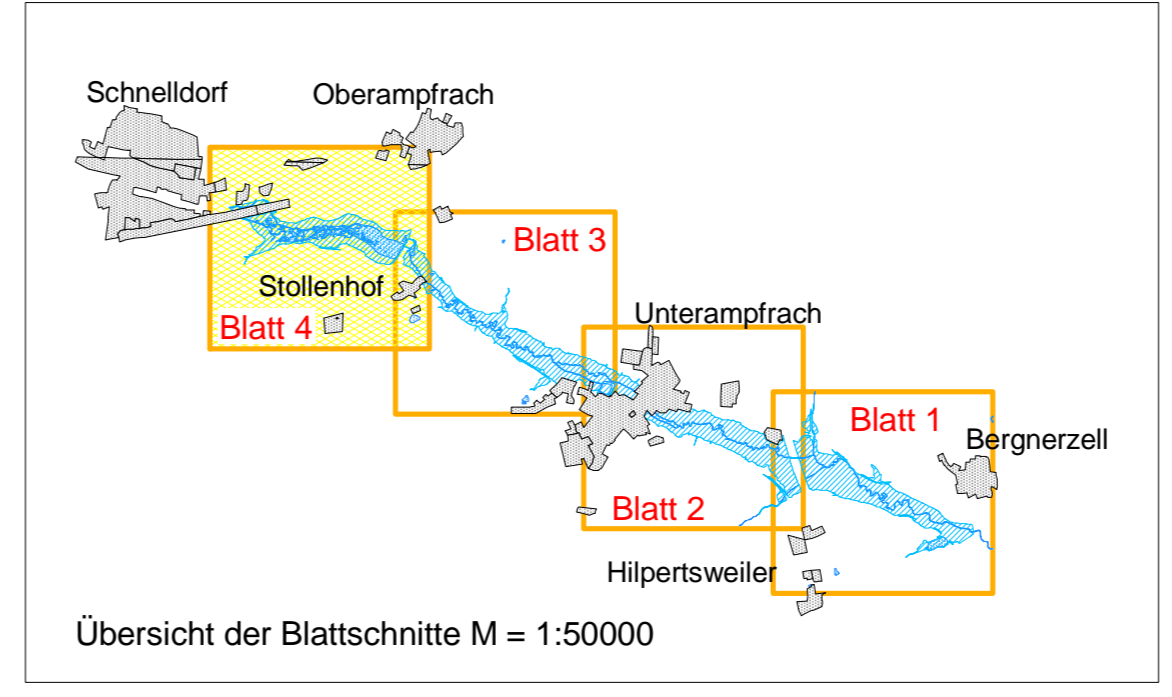 Schnelldorf
Oberampfrach
Blatt 3
Stollenhof
Unterampfrach
Blatt 4
Blatt 1
Bergnerzell
Blatt 2
Hilpertsweiler
Übersicht der Blattschnitte M = 1:50000